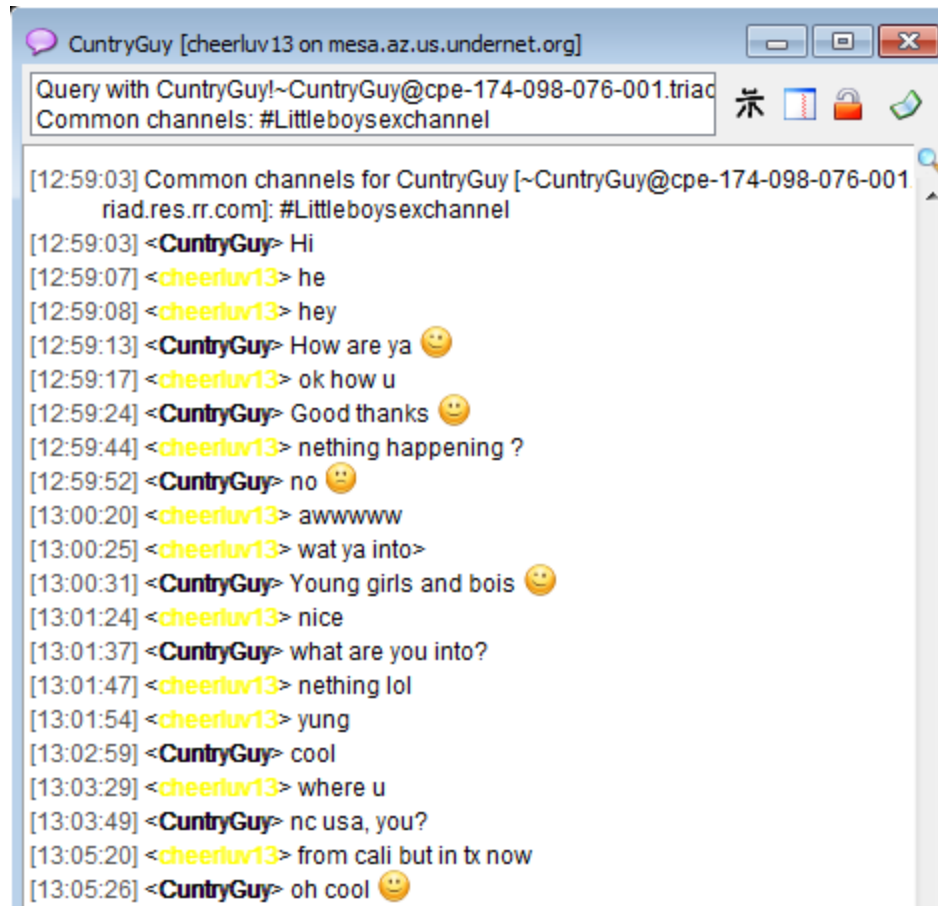 CuntryGuy [cheerluv13 on mesa.az.us.undernet.org]
Query with CuntryGuy!~CuntryGuy@cpe-174-098-076-001.triad
Common channels: #Littleboysexchannel
[12:59:03] Common channels for CuntryGuy [~CuntryGuy@cpe-174-098-076-001
riad.res.rr.com]: #Littleboysexchannel
[12:59:03] <CuntryGuy> Hi
[12:59:07] <cheerluv13> he
[12:59:08] <cheerluv13> hey
[12:59:13] <CuntryGuy> How are ya
[12:59:17] <cheerluv13> ok how u
[12:59:24] <CuntryGuy> Good thanks
[12:59:44] <cheerluv13> nething happening ?
[12:59:52] <CuntryGuy> no
[13:00:20] <cheerluv13> awwwww
[13:00:25] <cheerluv13> wat ya into>
[13:00:31] <CuntryGuy> Young girls and bois
[13:01:24] <cheerluv13> nice
[13:01:37] <CuntryGuy> what are you into?
[13:01:47] <cheerluv13> nething lol
[13:01:54] <cheerluv13> yung
[13:02:59] <CuntryGuy> cool
[13:03:29] <cheerluv13> where u
[13:03:49] <CuntryGuy> nc usa, you?
[13:05:20] <cheerluv13> from cali but in tx now
[13:05:26] <CuntryGuy> oh cool